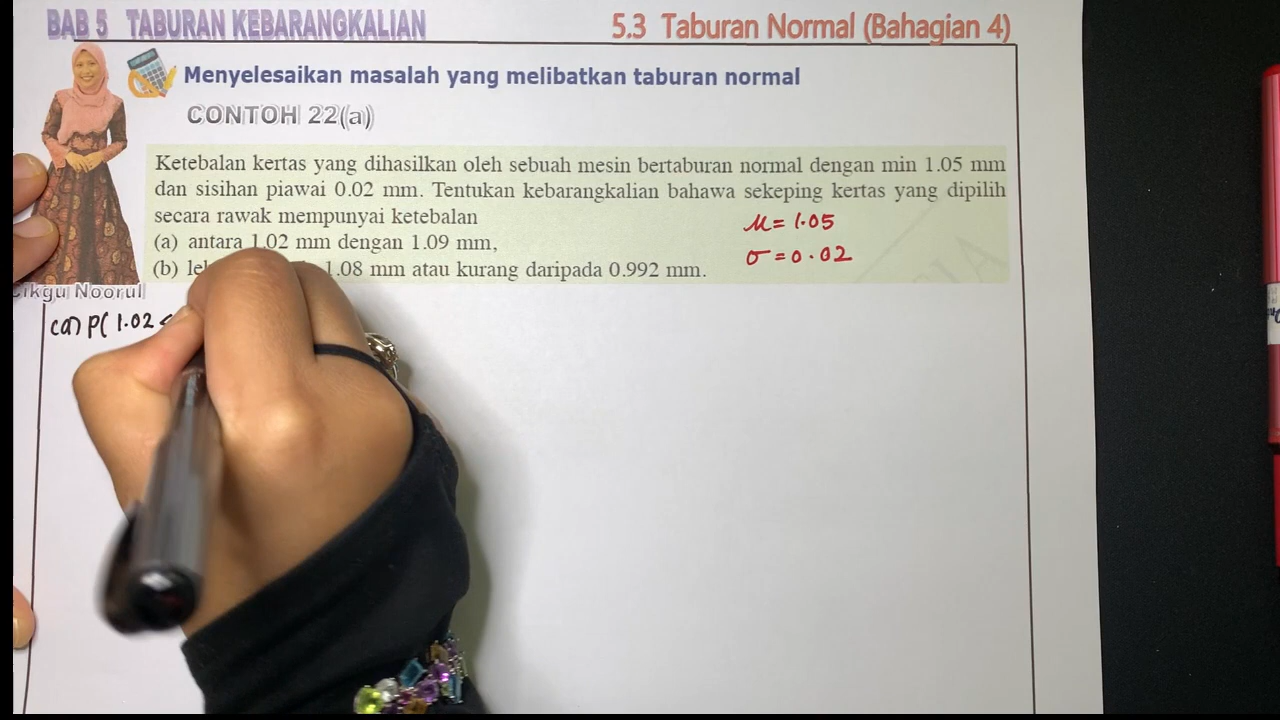 BAB 5 TABURAN KEBARANGKALIAN
5.3 Taburan Normal (Bahagian 4)
Menyelesaikan masalah yang melibatkan taburan normal
CONTOH 22(a)
Ketebalan kertas yang dihasilkan oleh sebuah mesin bertaburan normal dengan min 1.05 mm
dan sisihan piawai 0.02 mm. Tentukan kebarangkalian bahawa sekeping kertas yang dipilih
secara rawak mempunyai ketebalan
(a) antara 1.02 mm dengan 1.09 mm,
(b) 1.08 mm atau kurang daripada 0.992 mm.
μ = 1.05
σ = 0.02
Cikgu Noorul
(a) P( 1.02 <